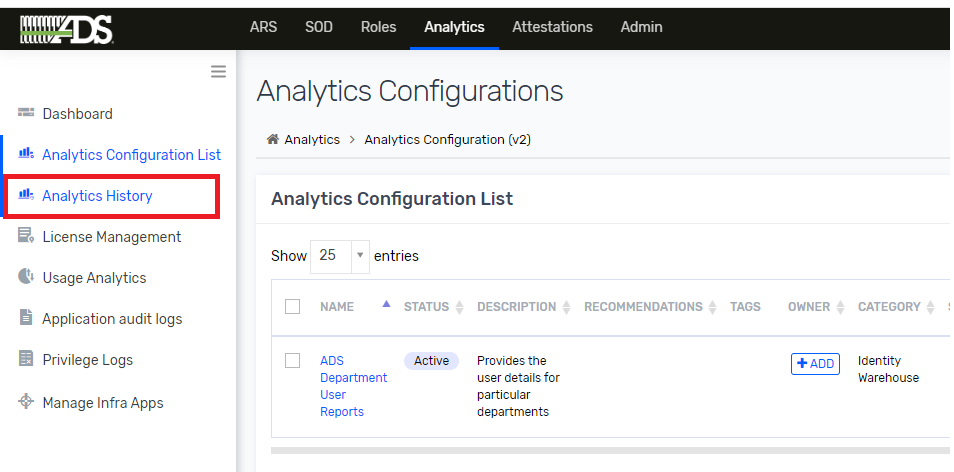 ADS
ARS SOD Roles Analytics Attestations Admin
Dashboard
Analytics Configuration List
Analytics History
License Management
Usage Analytics
Application audit logs
Privilege Logs
Manage Infra Apps
Analytics Configurations
Analytics > Analytics Configuration (v2)
Analytics Configuration List
Show 25 entries
NAME STATUS DESCRIPTION RECOMMENDATIONS TAGS OWNER CATEGORY
ADS Active Provides the + ADD Identity
Department user details for Warehouse
User particular
Reports departments